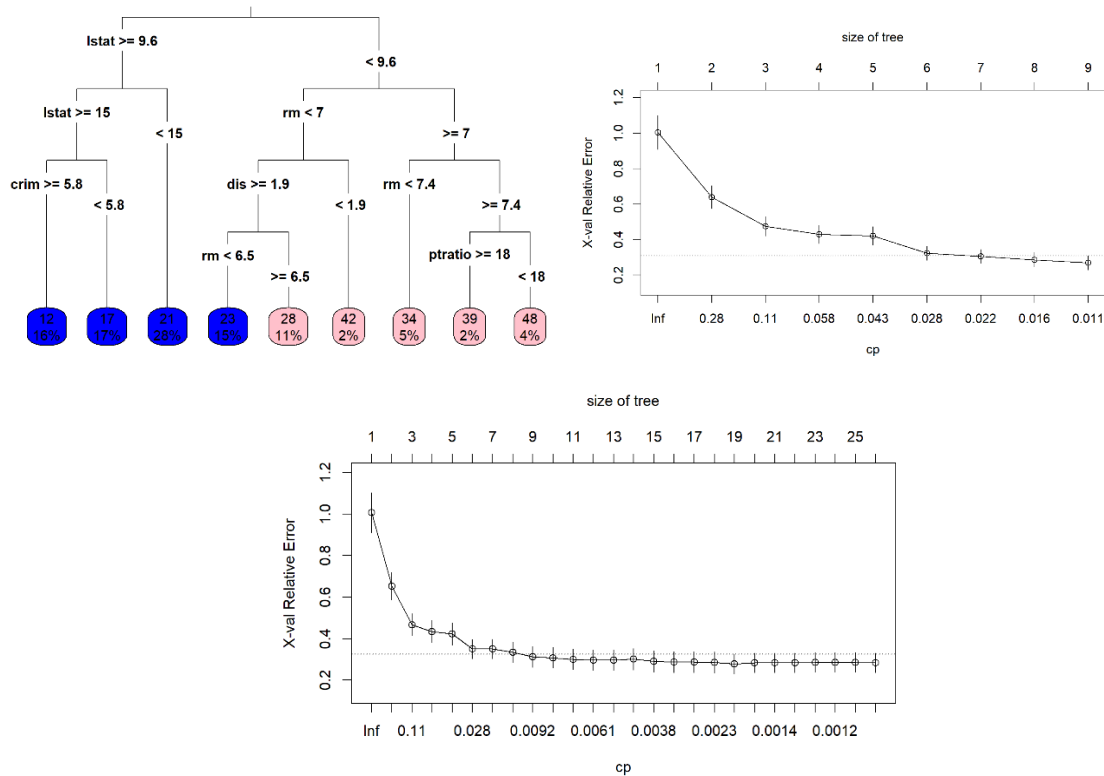 lstat >= 9.6
< 9.6
lstat >= 15
< 15
rm < 7
>= 7
crim >= 5.8
< 5.8
dis >= 1.9
< 1.9
rm < 7.4
>= 7.4
rm < 6.5
>= 6.5
ptratio >= 18
< 18
12 17 21 23 28 42 34 39 48
16% 17% 28% 15% 11% 2% 5% 2% 4%
size of tree
1 2 3 4 5 6 7 8 9
X-val Relative Error
1.2
1.0
0.8
0.6
0.4
0.2
Inf 0.28 0.11 0.058 0.043 0.028 0.022 0.016 0.011
cp
size of tree
1 3 5 7 9 11 13 15 17 19 21 23 25
X-val Relative Error
1.2
1.0
0.8
0.6
0.4
0.2
Inf 0.11 0.028 0.0092 0.0061 0.0038 0.0023 0.0014 0.0012
cp